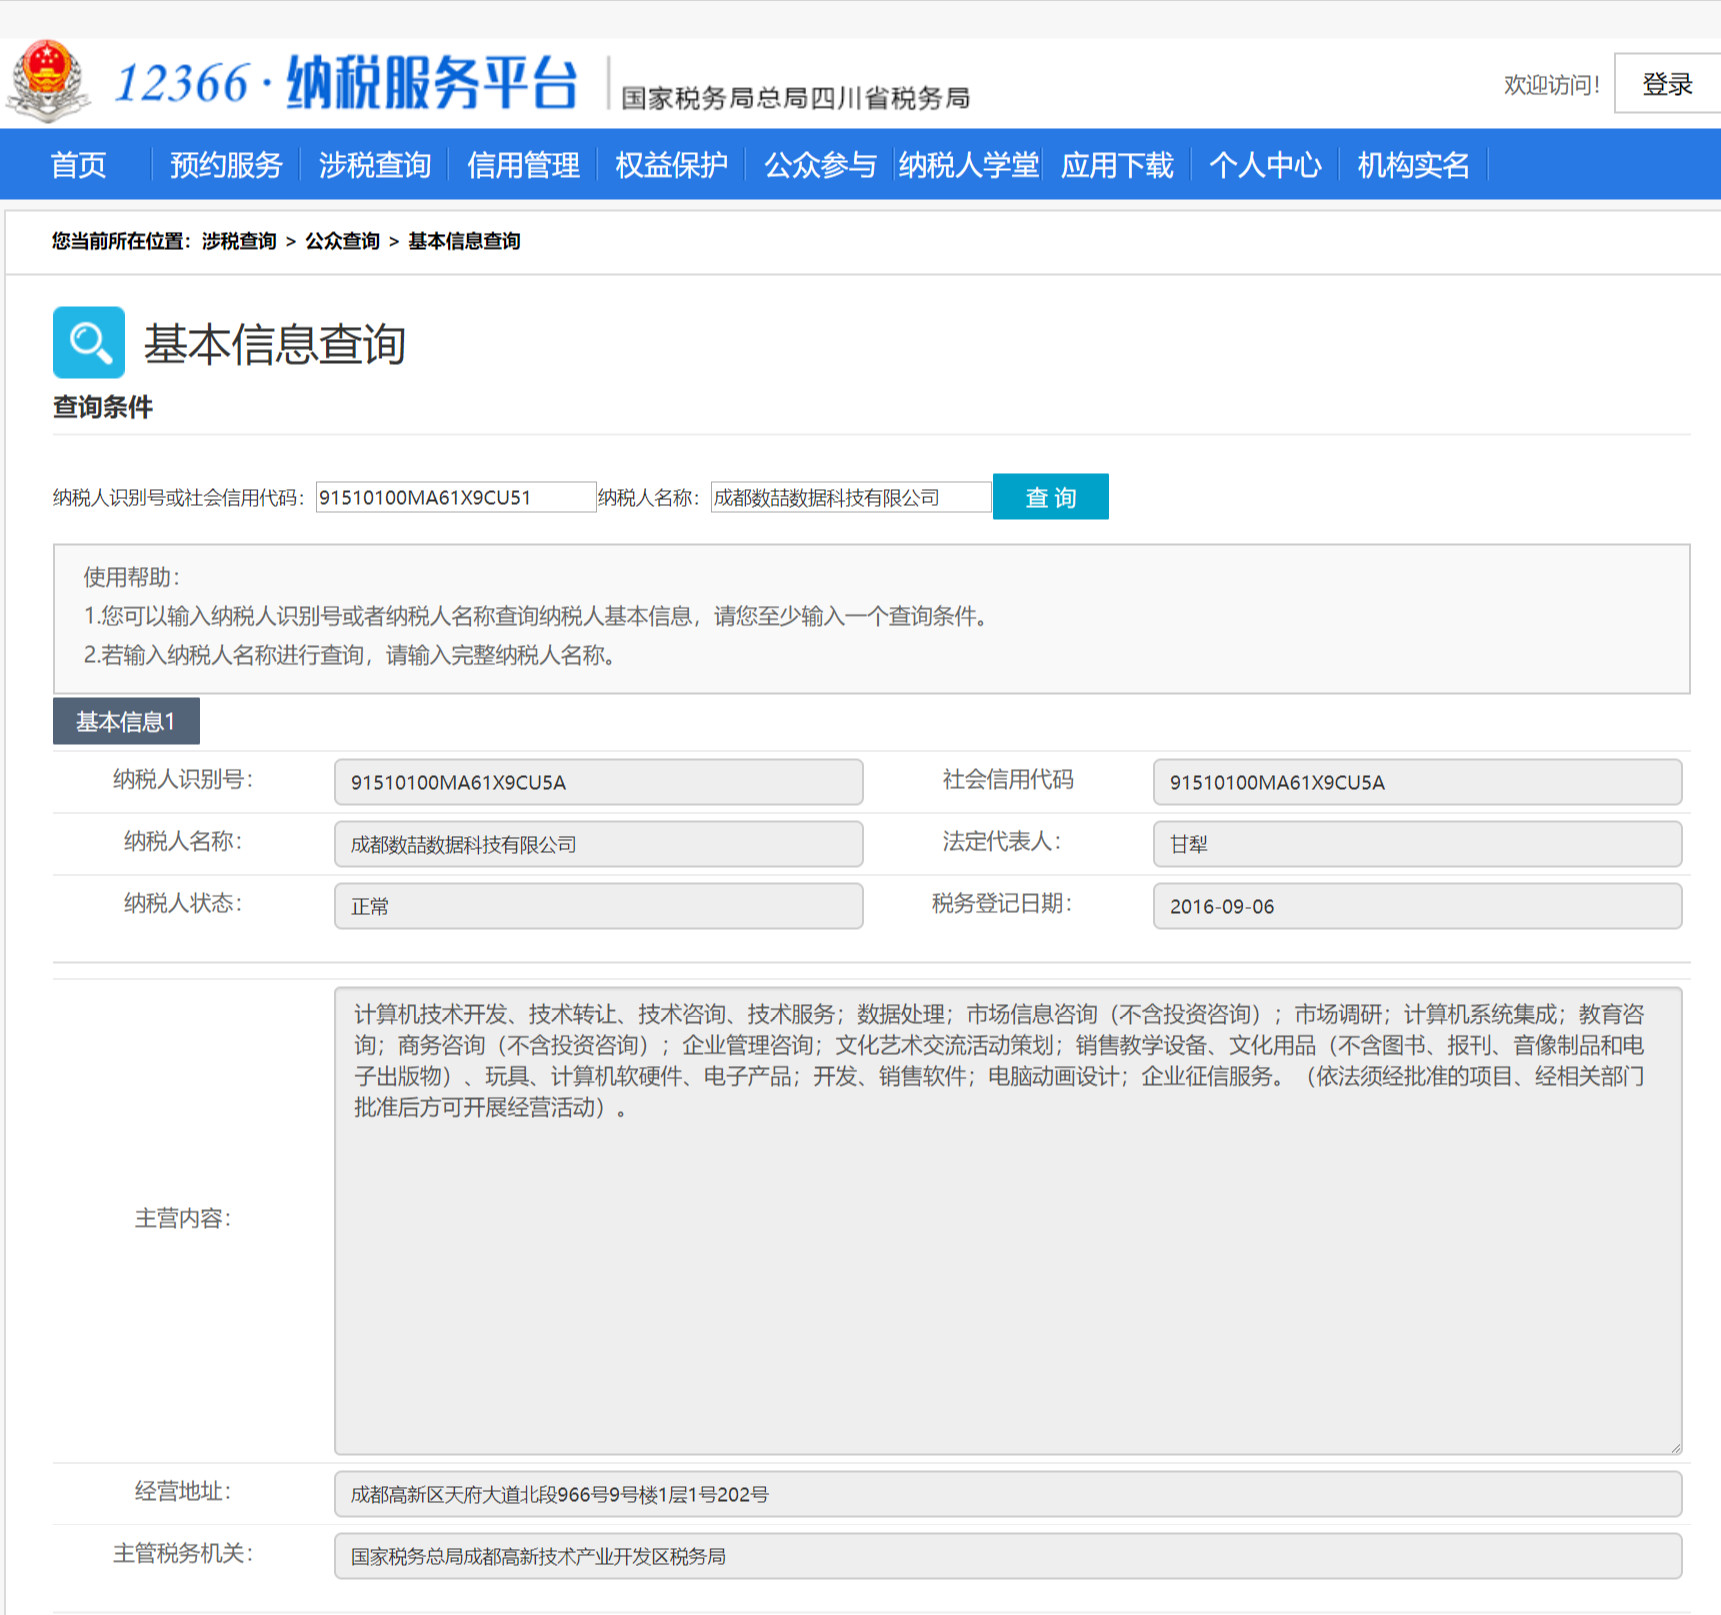 12366·纳税服务平台 国家税务局总局四川省税务局 欢迎访问! 登录
首页 预约服务 涉税查询 信用管理 权益保护 公众参与 纳税人学堂 应用下载 个人中心 机构实名
您当前所在位置：涉税查询 > 公众查询 > 基本信息查询
基本信息查询
查询条件
纳税人识别号或社会信用代码： 91510100MA61X9CU51 纳税人名称： 成都数喆数据科技有限公司 查 询
使用帮助：
1.您可以输入纳税人识别号或者纳税人名称查询纳税人基本信息，请您至少输入一个查询条件。
2.若输入纳税人名称进行查询，请输入完整纳税人名称。
基本信息1
纳税人识别号： 91510100MA61X9CU5A 社会信用代码 91510100MA61X9CU5A
纳税人名称： 成都数喆数据科技有限公司 法定代表人： 甘犁
纳税人状态： 正常 税务登记日期： 2016-09-06
计算机技术开发、技术转让、技术咨询、技术服务；数据处理；市场信息咨询（不含投资咨询）；市场调研；计算机系统集成；教育咨
询；商务咨询（不含投资咨询）；企业管理咨询；文化艺术交流活动策划；销售教学设备、文化用品（不含图书、报刊、音像制品和电
子出版物）、玩具、计算机软硬件、电子产品；开发、销售软件；电脑动画设计；企业征信服务。（依法须经批准的项目、经相关部门
批准后方可开展经营活动）。
主营内容：
经营地址： 成都高新区天府大道北段966号9号楼1层1号202号
主管税务机关： 国家税务总局成都高新技术产业开发区税务局